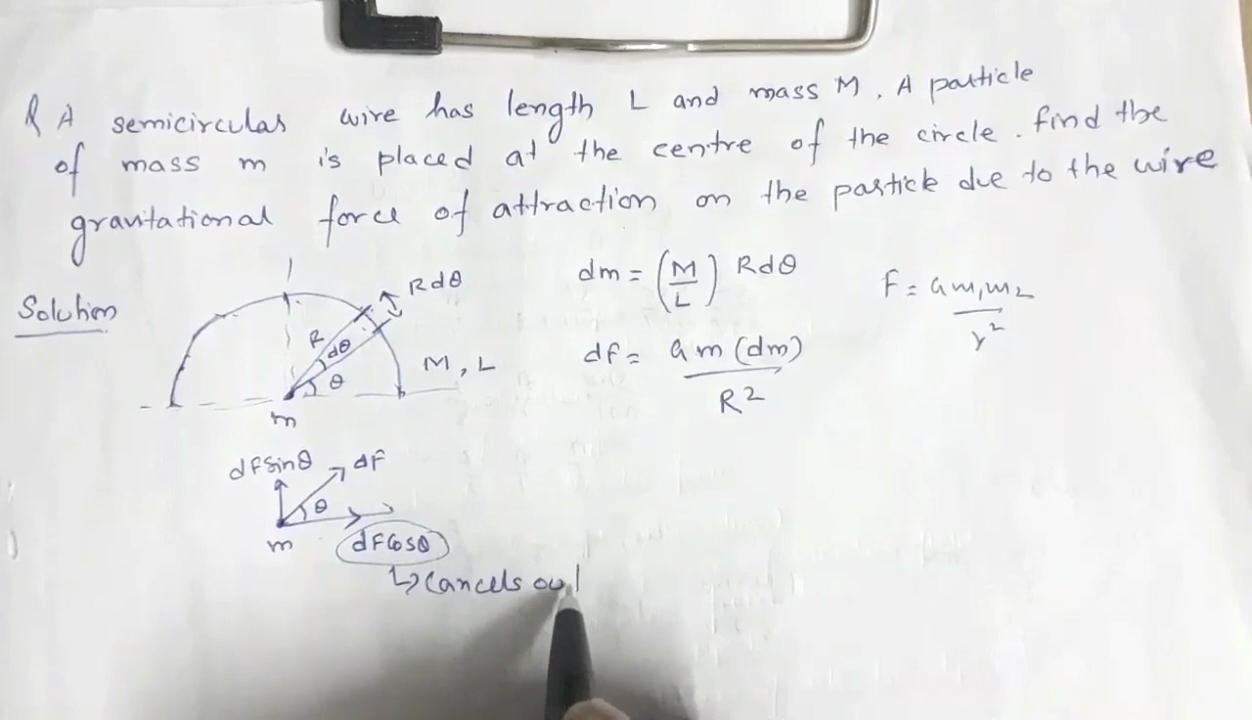 Q A semicircular wire has length L and mass M. A particle
of mass m is placed at the centre of the circle. find the
gravitational force of attraction on the particle due to the wire
Solution
Rdθ
R
dθ
θ
M, L
m
dm = (M/L) Rdθ
F = Gm₁m₂/r²
df = Gm(dm)/R²
dFSinθ
dF
θ
m
dFCosθ
↳ Cancels out